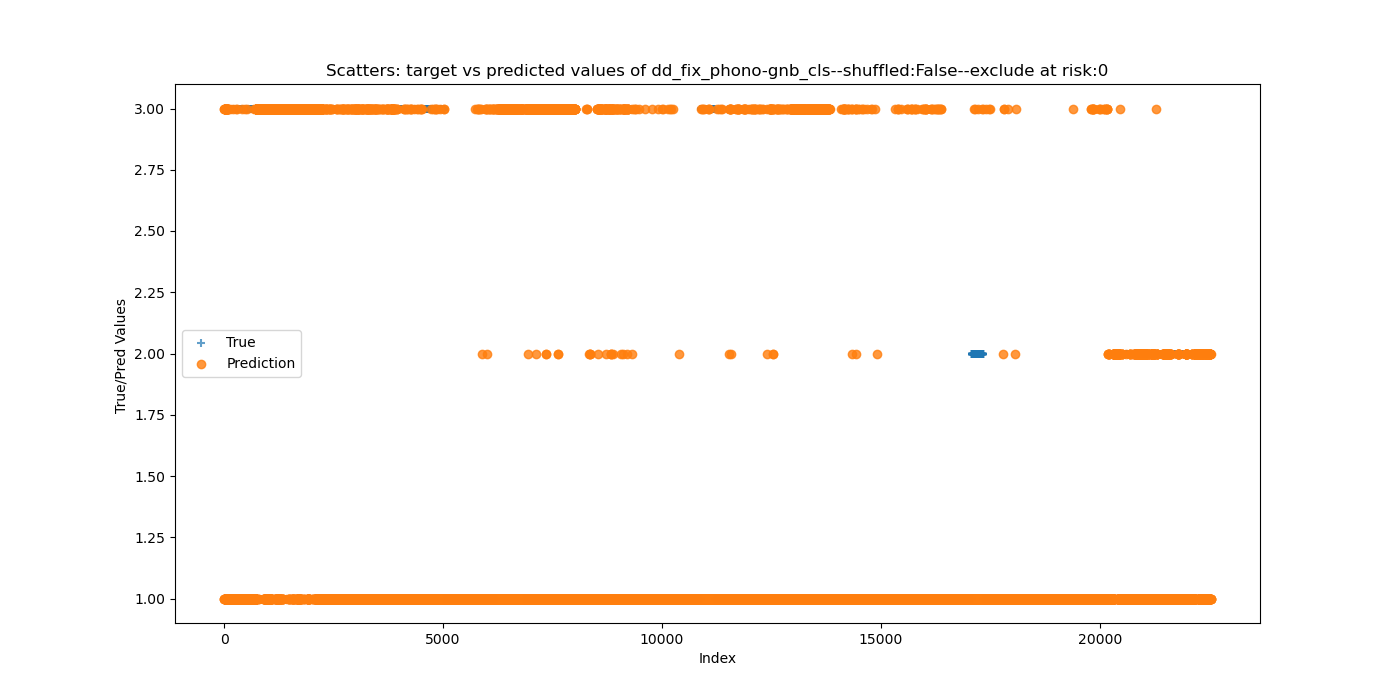 Scatters: target vs predicted values of dd_fix_phono-gnb_cls--shuffled:False--exclude at risk:0
3.00
2.75
2.50
2.25
2.00
1.75
1.50
1.25
1.00
True/Pred Values
True
Prediction
0
5000
10000
15000
20000
Index